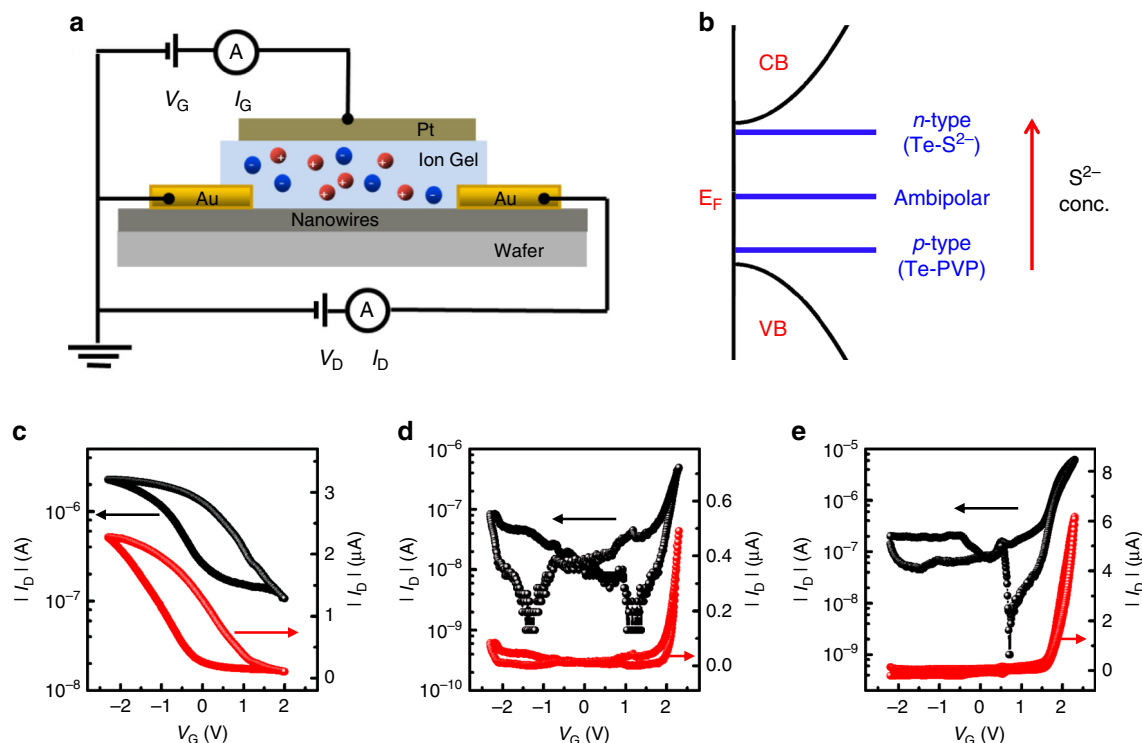 a
A
V_G I_G
Pt
Ion Gel
+ + + + + +
− − − − −
Au Au
Nanowires
Wafer
A
V_D I_D
b
CB
n-type
(Te-S²⁻)
E_F
Ambipolar
S²⁻
conc.
p-type
(Te-PVP)
VB
c
| I_D | (A)
10⁻⁶
10⁻⁷
10⁻⁸
3
2
1
0
| I_D | (µA)
–2 –1 0 1 2
V_G (V)
d
| I_D | (A)
10⁻⁶
10⁻⁷
10⁻⁸
10⁻⁹
10⁻¹⁰
0.6
0.4
0.2
0.0
| I_D | (µA)
–2 –1 0 1 2
V_G (V)
e
| I_D | (A)
10⁻⁵
10⁻⁶
10⁻⁷
10⁻⁸
10⁻⁹
8
6
4
2
0
| I_D | (µA)
–2 –1 0 1 2
V_G (V)